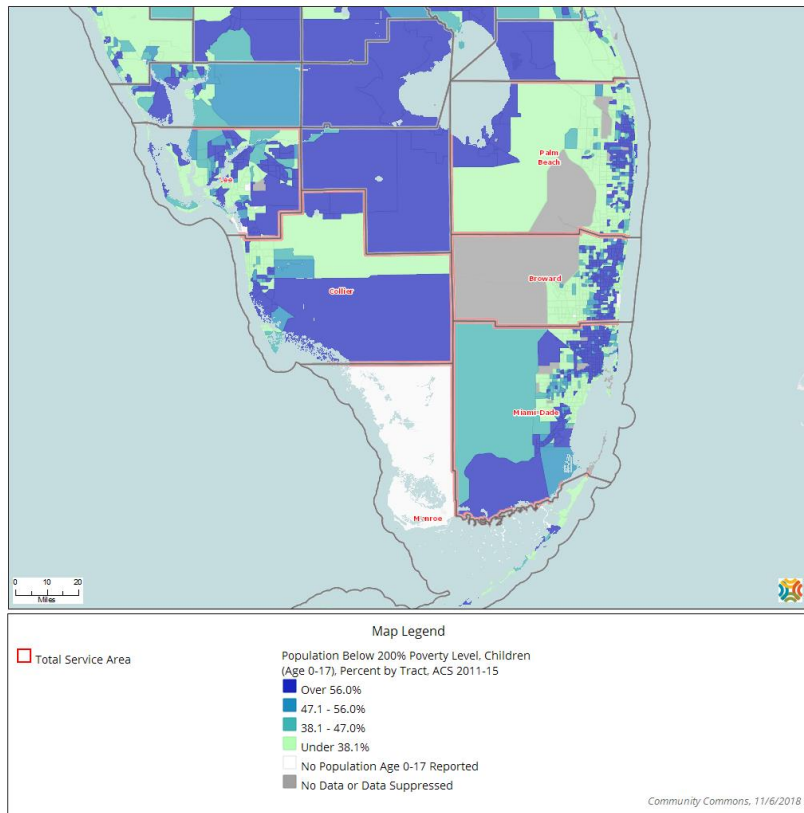 Palm
Beach
Lee
Collier
Broward
Miami-Dade
Monroe
0 10 20
Miles
Map Legend
Total Service Area
Population Below 200% Poverty Level, Children
(Age 0-17), Percent by Tract, ACS 2011-15
Over 56.0%
47.1 - 56.0%
38.1 - 47.0%
Under 38.1%
No Population Age 0-17 Reported
No Data or Data Suppressed
Community Commons, 11/6/2018